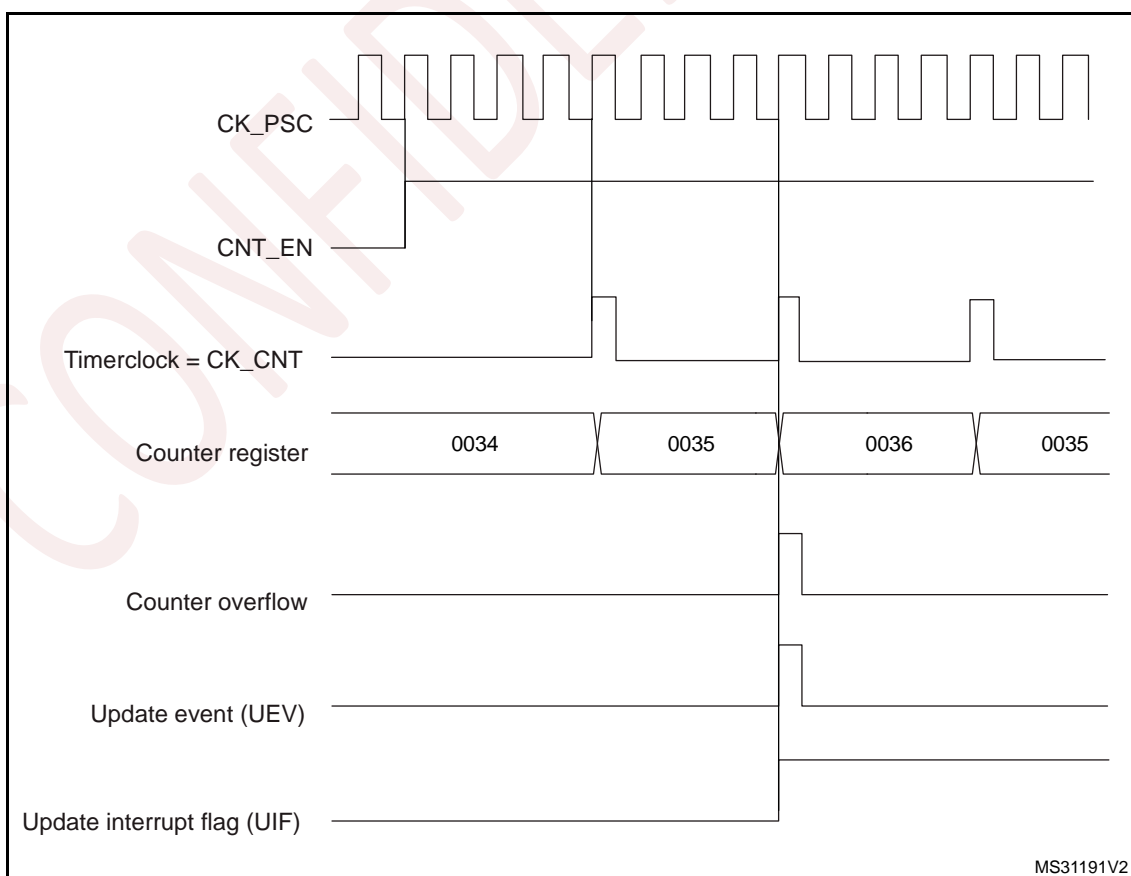 CONFIDE
CK_PSC
CNT_EN
Timerclock = CK_CNT
Counter register 0034 0035 0036 0035
Counter overflow
Update event (UEV)
Update interrupt flag (UIF)
MS31191V2